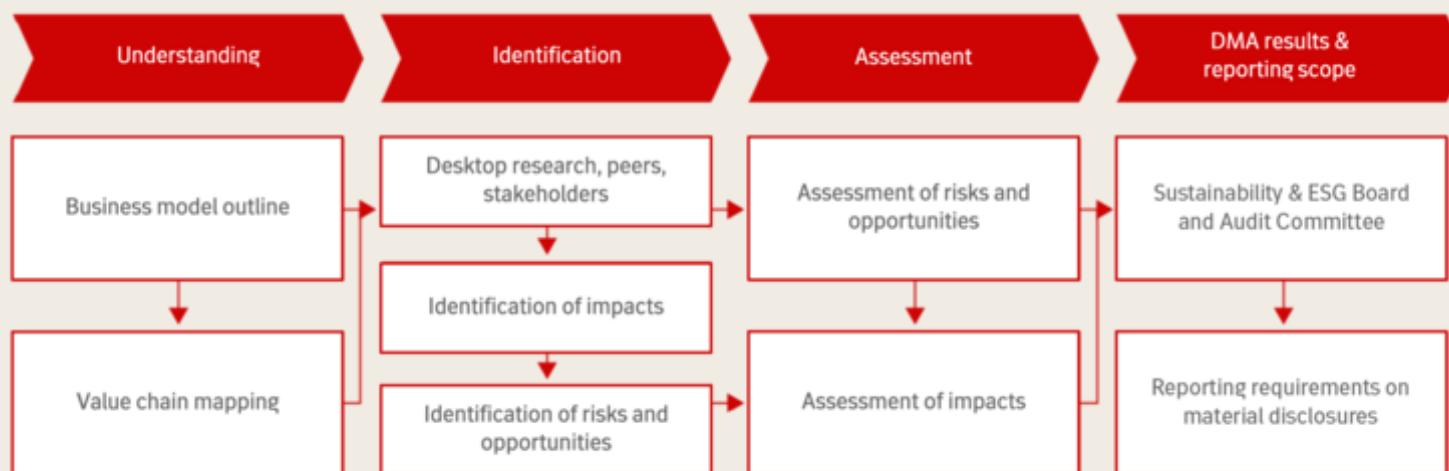 Understanding
Identification
Assessment
DMA results &
reporting scope
Business model outline
Value chain mapping
Desktop research, peers,
stakeholders
Identification of impacts
Identification of risks and
opportunities
Assessment of risks and
opportunities
Assessment of impacts
Sustainability & ESG Board
and Audit Committee
Reporting requirements on
material disclosures